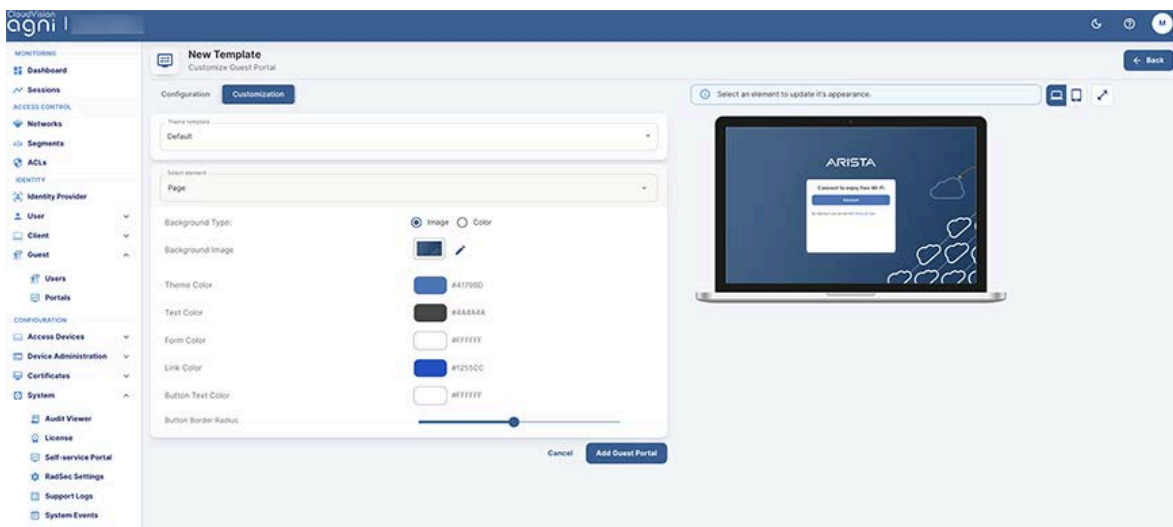 CloudVision
agni
M
MONITORING
Dashboard
Sessions
ACCESS CONTROL
Networks
Segments
ACLs
IDENTITY
Identity Provider
User
Client
Guest
Users
Portals
CONFIGURATION
Access Devices
Device Administration
Certificates
System
Audit Viewer
License
Self-service Portal
RadSec Settings
Support Logs
System Events
New Template
Customize Guest Portal
Back
Configuration
Customization
Theme template
Default
Select element
Page
Background Type:
Image
Color
Background Image
Theme Color
#4179BD
Text Color
#4A4A4A
Form Color
#FFFFFF
Link Color
#1255CC
Button Text Color
#FFFFFF
Button Border Radius
Cancel
Add Guest Portal
Select an element to update it's appearance.
ARISTA
Connect to enjoy free Wi-Fi
Connect